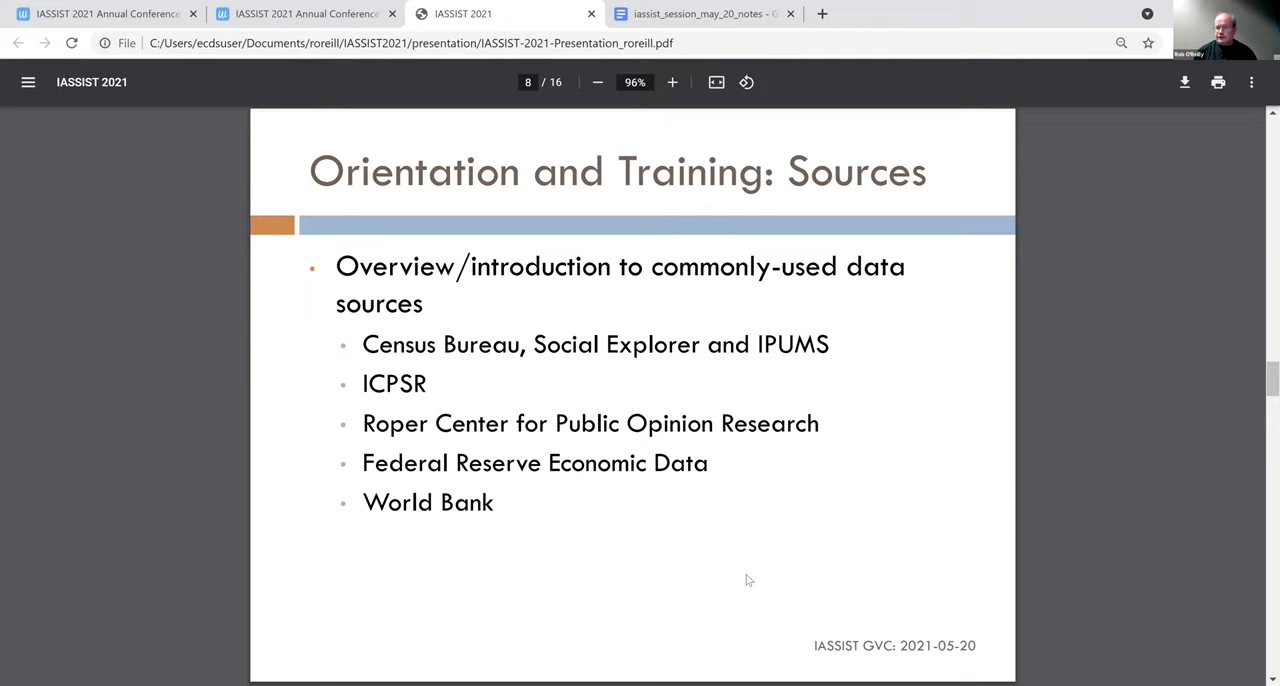 IASSIST 2021 Annual Conference
IASSIST 2021 Annual Conference
IASSIST 2021
iassist_session_may_20_notes - G
File
C:/Users/ecdsuser/Documents/roreill/IASSIST2021/presentation/IASSIST-2021-Presentation_roreill.pdf
Rob O'Reilly
IASSIST 2021
8 / 16
96%
Orientation and Training: Sources
• Overview/introduction to commonly-used data
sources
• Census Bureau, Social Explorer and IPUMS
• ICPSR
• Roper Center for Public Opinion Research
• Federal Reserve Economic Data
• World Bank
IASSIST GVC: 2021-05-20